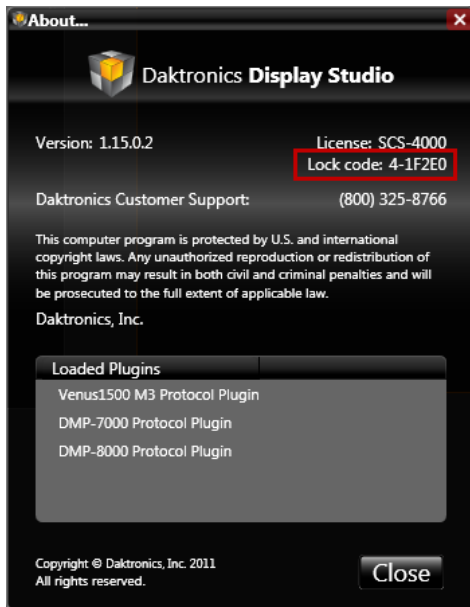 About...
Daktronics Display Studio
Version: 1.15.0.2
License: SCS-4000
Lock code: 4-1F2E0
Daktronics Customer Support:
(800) 325-8766
This computer program is protected by U.S. and international
copyright laws. Any unauthorized reproduction or redistribution of
this program may result in both civil and criminal penalties and will
be prosecuted to the full extent of applicable law.
Daktronics, Inc.
Loaded Plugins
Venus1500 M3 Protocol Plugin
DMP-7000 Protocol Plugin
DMP-8000 Protocol Plugin
Copyright © Daktronics, Inc. 2011
All rights reserved.
Close